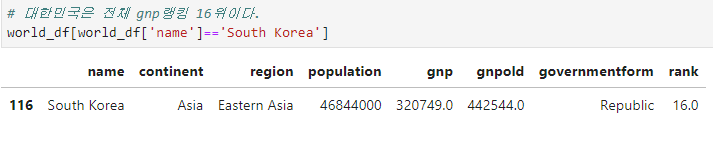 # 대한민국은 전체 gnp랭킹 16위이다.
world_df[world_df['name']=='South Korea']
name continent region population gnp gnpold governmentform rank
116 South Korea Asia Eastern Asia 46844000 320749.0 442544.0 Republic 16.0